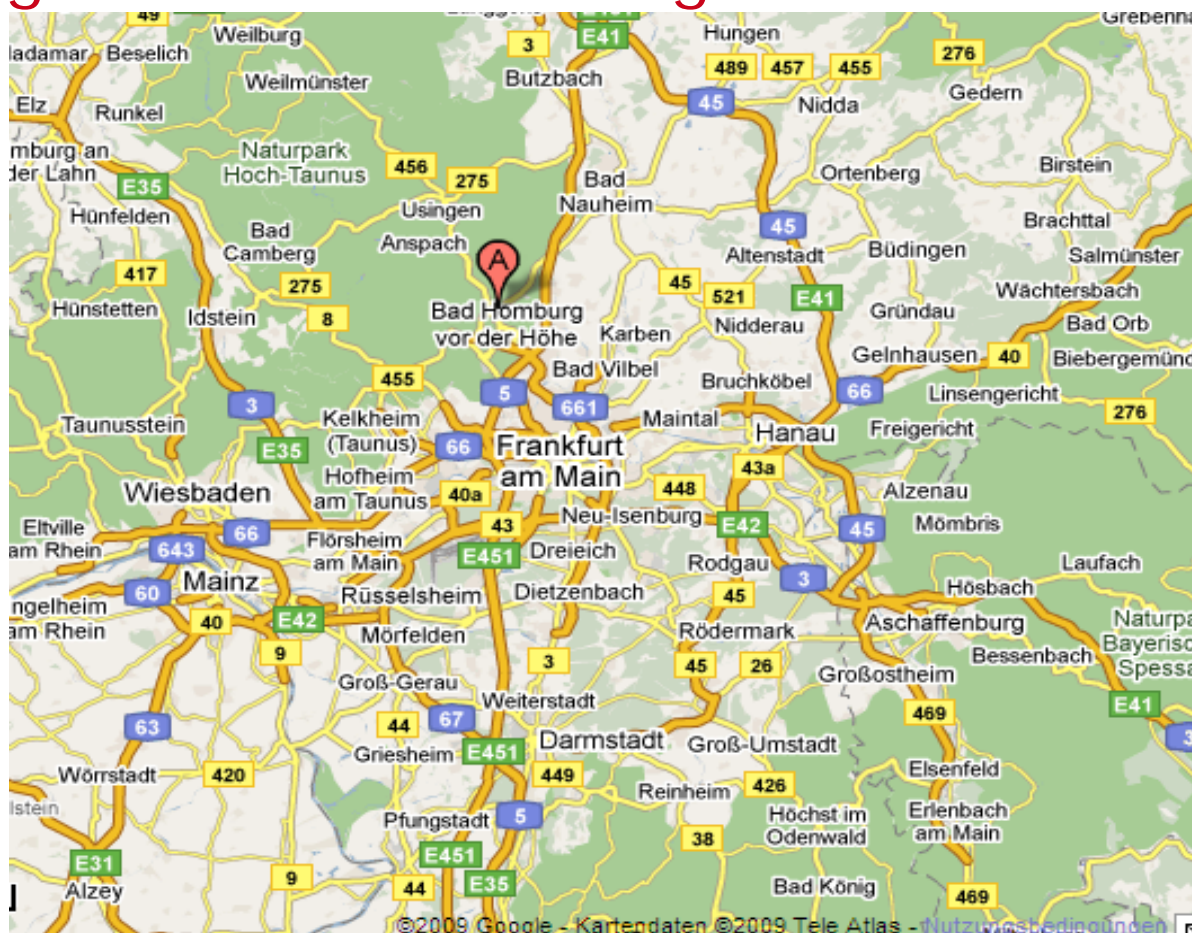 49
Weilburg
3
E41
Hungen
276
Hadamar
Beselich
Weilmünster
Butzbach
489
457
455
Gedern
Elz
Runkel
45
Nidda
der Lahn
Naturpark
Hoch-Taunus
456
275
Bad
Nauheim
Ortenberg
Birstein
E35
Hünfelden
Usingen
Brachttal
Bad
Camberg
Anspach
A
45
Altenstadt
Büdingen
Salmünster
417
275
45
521
E41
Wächtersbach
Hünstetten
Idstein
8
Bad Homburg
vor der Höhe
Karben
Nidderau
Gründau
Bad Orb
455
Bad Vilbel
Gelnhausen
40
3
5
661
Bruchköbel
66
Linsengericht
276
Taunusstein
Kelkheim
(Taunus)
66
Frankfurt
am Main
Maintal
Hanau
Freigericht
E35
Wiesbaden
Hofheim
am Taunus
40a
448
43a
Alzenau
Eltville
am Rhein
66
43
Neu-Isenburg
E42
45
Mömbris
643
Flörsheim
am Main
E451
Dreieich
Rodgau
Laufach
60
Mainz
Rüsselsheim
Dietzenbach
3
Hösbach
am Rhein
40
E42
Mörfelden
45
Rödermark
Aschaffenburg
9
3
45
26
Bessenbach
Groß-Gerau
Weiterstadt
Großostheim
63
44
67
469
E41
3
Griesheim
E451
Darmstadt
Groß-Umstadt
Wörrstadt
420
449
Reinheim
426
Elsenfeld
Pfungstadt
5
Höchst im
Odenwald
Erlenbach
am Main
38
E31
E451
Alzey
9
44
E35
Bad König
469
©2009 Google - Kartendaten ©2009 Tele Atlas - Nutzungsbedingungen